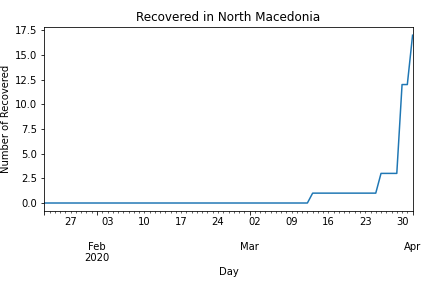 Recovered in North Macedonia
17.5
15.0
12.5
10.0
7.5
5.0
2.5
0.0
Number of Recovered
27 03 10 17 24 02 09 16 23 30
Feb Mar Apr
2020
Day